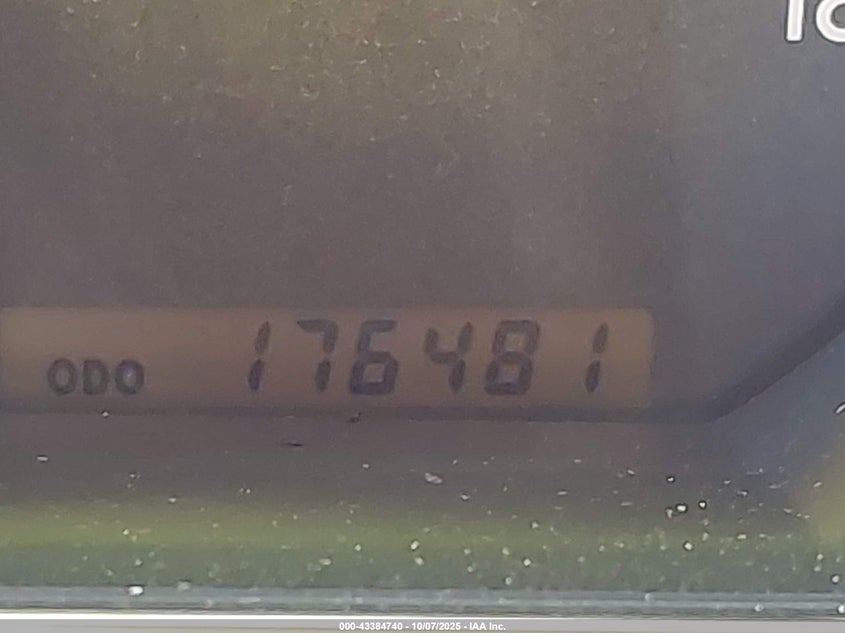 ODO 176481
000-43384740 - 10/07/2025 - IAA Inc.